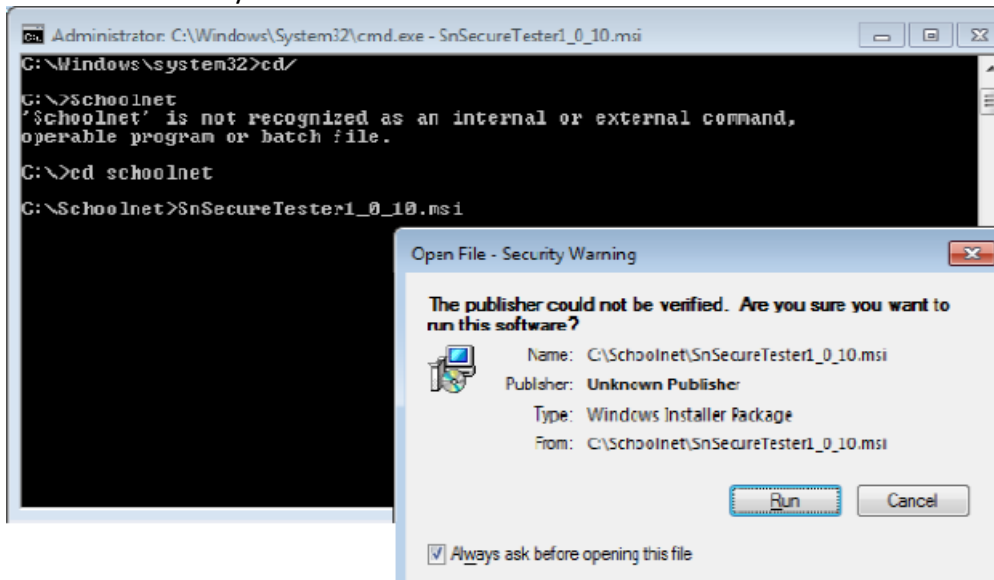 Administrator: C:\Windows\System32\cmd.exe - SnSecureTester1_0_10.msi
C:\Windows\system32>cd/
C:\>Schoolnet
'Schoolnet' is not recognized as an internal or external command,
operable program or batch file.
C:\>cd schoolnet
C:\Schoolnet>SnSecureTester1_0_10.msi
Open File - Security Warning
The publisher could not be verified. Are you sure you want to
run this software?
Name: C:\Schoolnet\SnSecureTester1_0_10.msi
Publisher: Unknown Publisher
Type: Windows Installer Package
From: C:\Schoolnet\SnSecureTester1_0_10.msi
Run Cancel
Always ask before opening this file